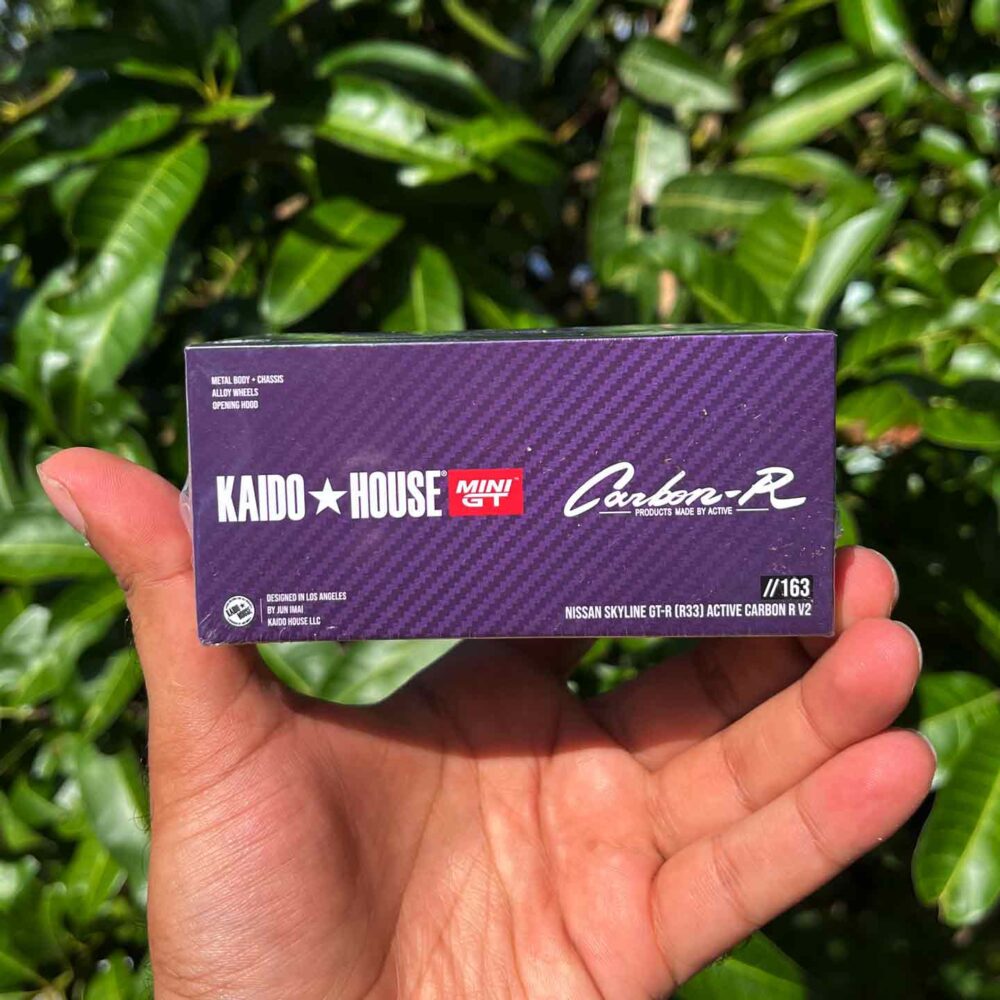 METAL BODY + CHASSIS
ALLOY WHEELS
OPENING HOOD
KAIDO★HOUSE® MINI GT™
Carbon-R
PRODUCTS MADE BY ACTIVE
DESIGNED IN LOS ANGELES
BY JUN IMAI
KAIDO HOUSE LLC
//163
NISSAN SKYLINE GT-R (R33) ACTIVE CARBON R V2